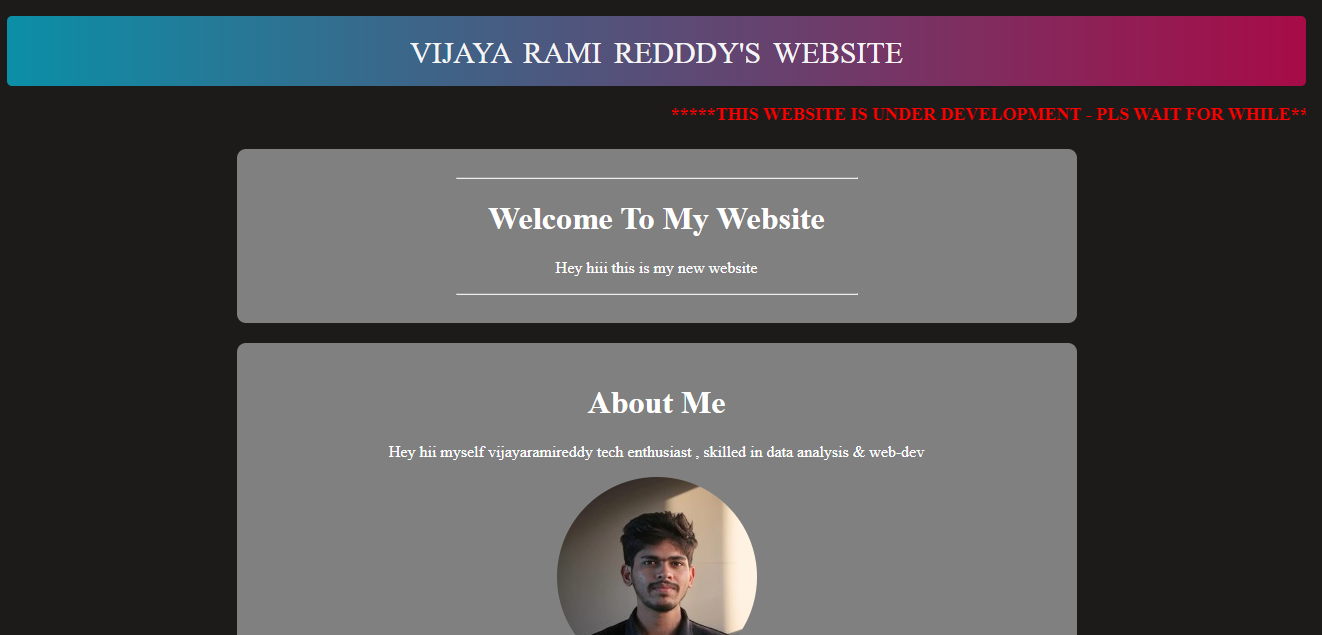 VIJAYA RAMI REDDDY'S WEBSITE
*****THIS WEBSITE IS UNDER DEVELOPMENT - PLS WAIT FOR WHILE**
Welcome To My Website
Hey hiii this is my new website
About Me
Hey hii myself vijayaramireddy tech enthusiast , skilled in data analysis & web-dev